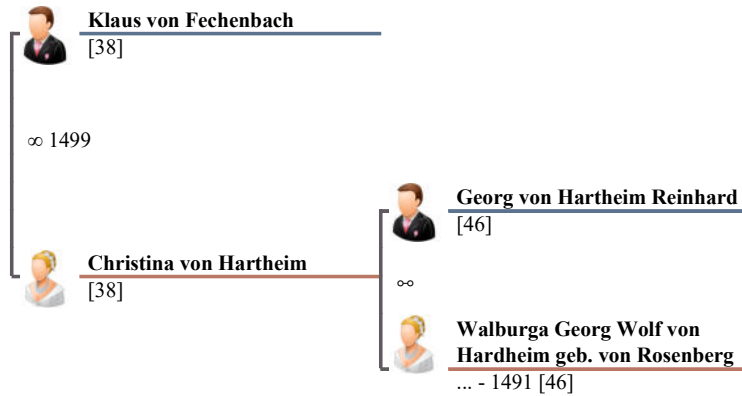 Klaus von Fechenbach
[38]
∞ 1499
Georg von Hartheim Reinhard
[46]
Christina von Hartheim
[38]
⚯
Walburga Georg Wolf von
Hardheim geb. von Rosenberg
... - 1491 [46]